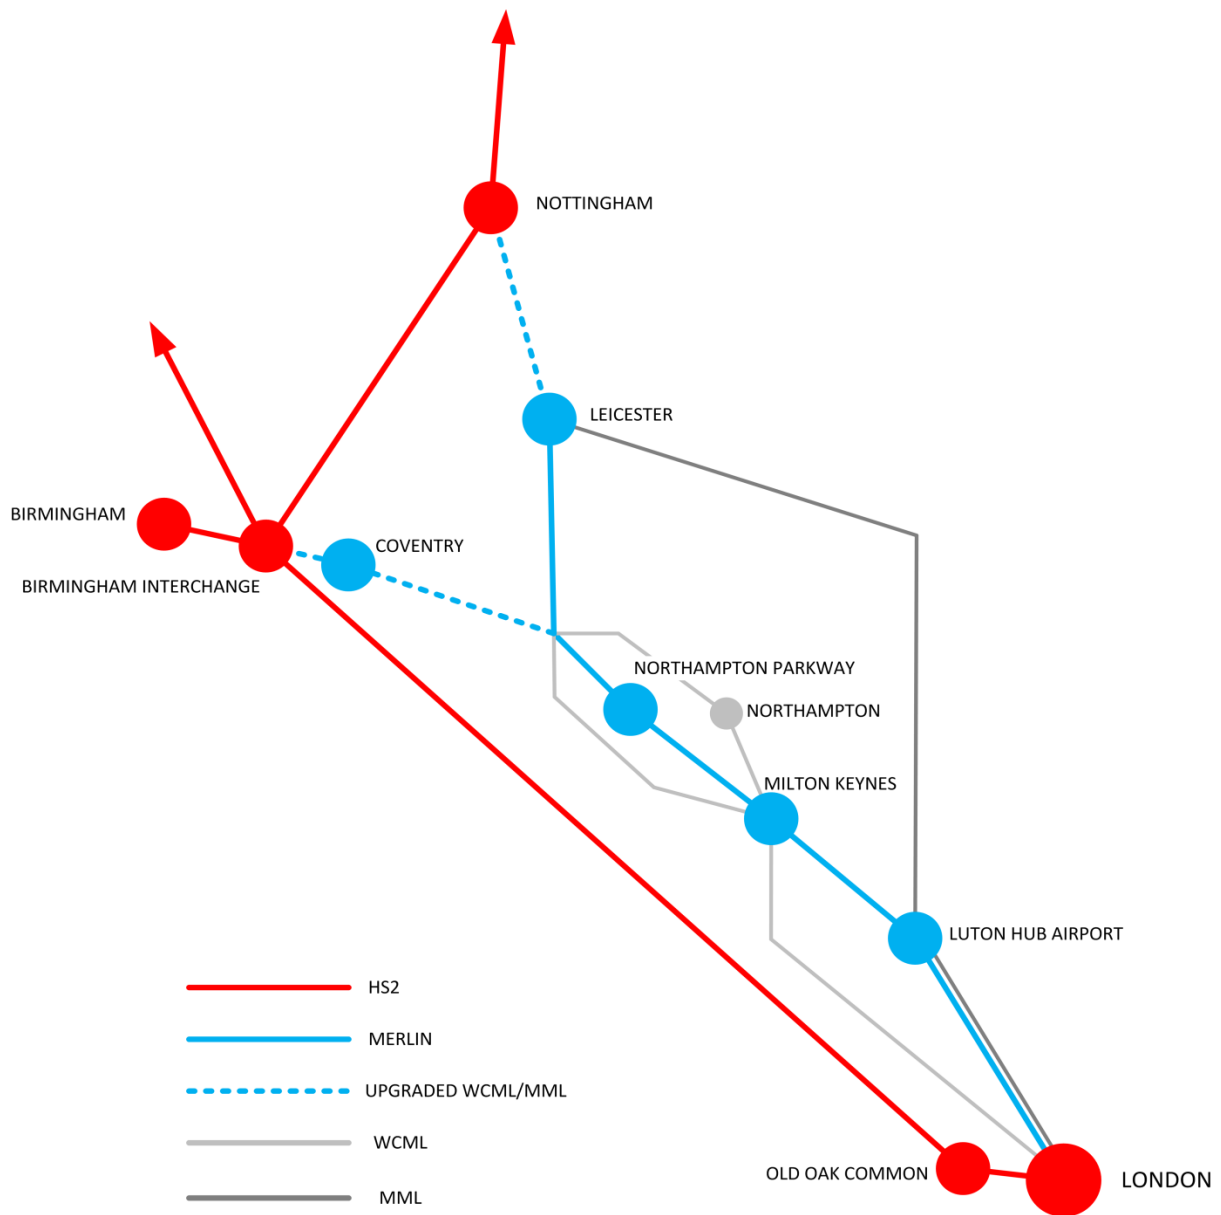 NOTTINGHAM
LEICESTER
BIRMINGHAM
COVENTRY
BIRMINGHAM INTERCHANGE
NORTHAMPTON PARKWAY
NORTHAMPTON
MILTON KEYNES
LUTON HUB AIRPORT
HS2
MERLIN
UPGRADED WCML/MML
WCML
MML
OLD OAK COMMON
LONDON